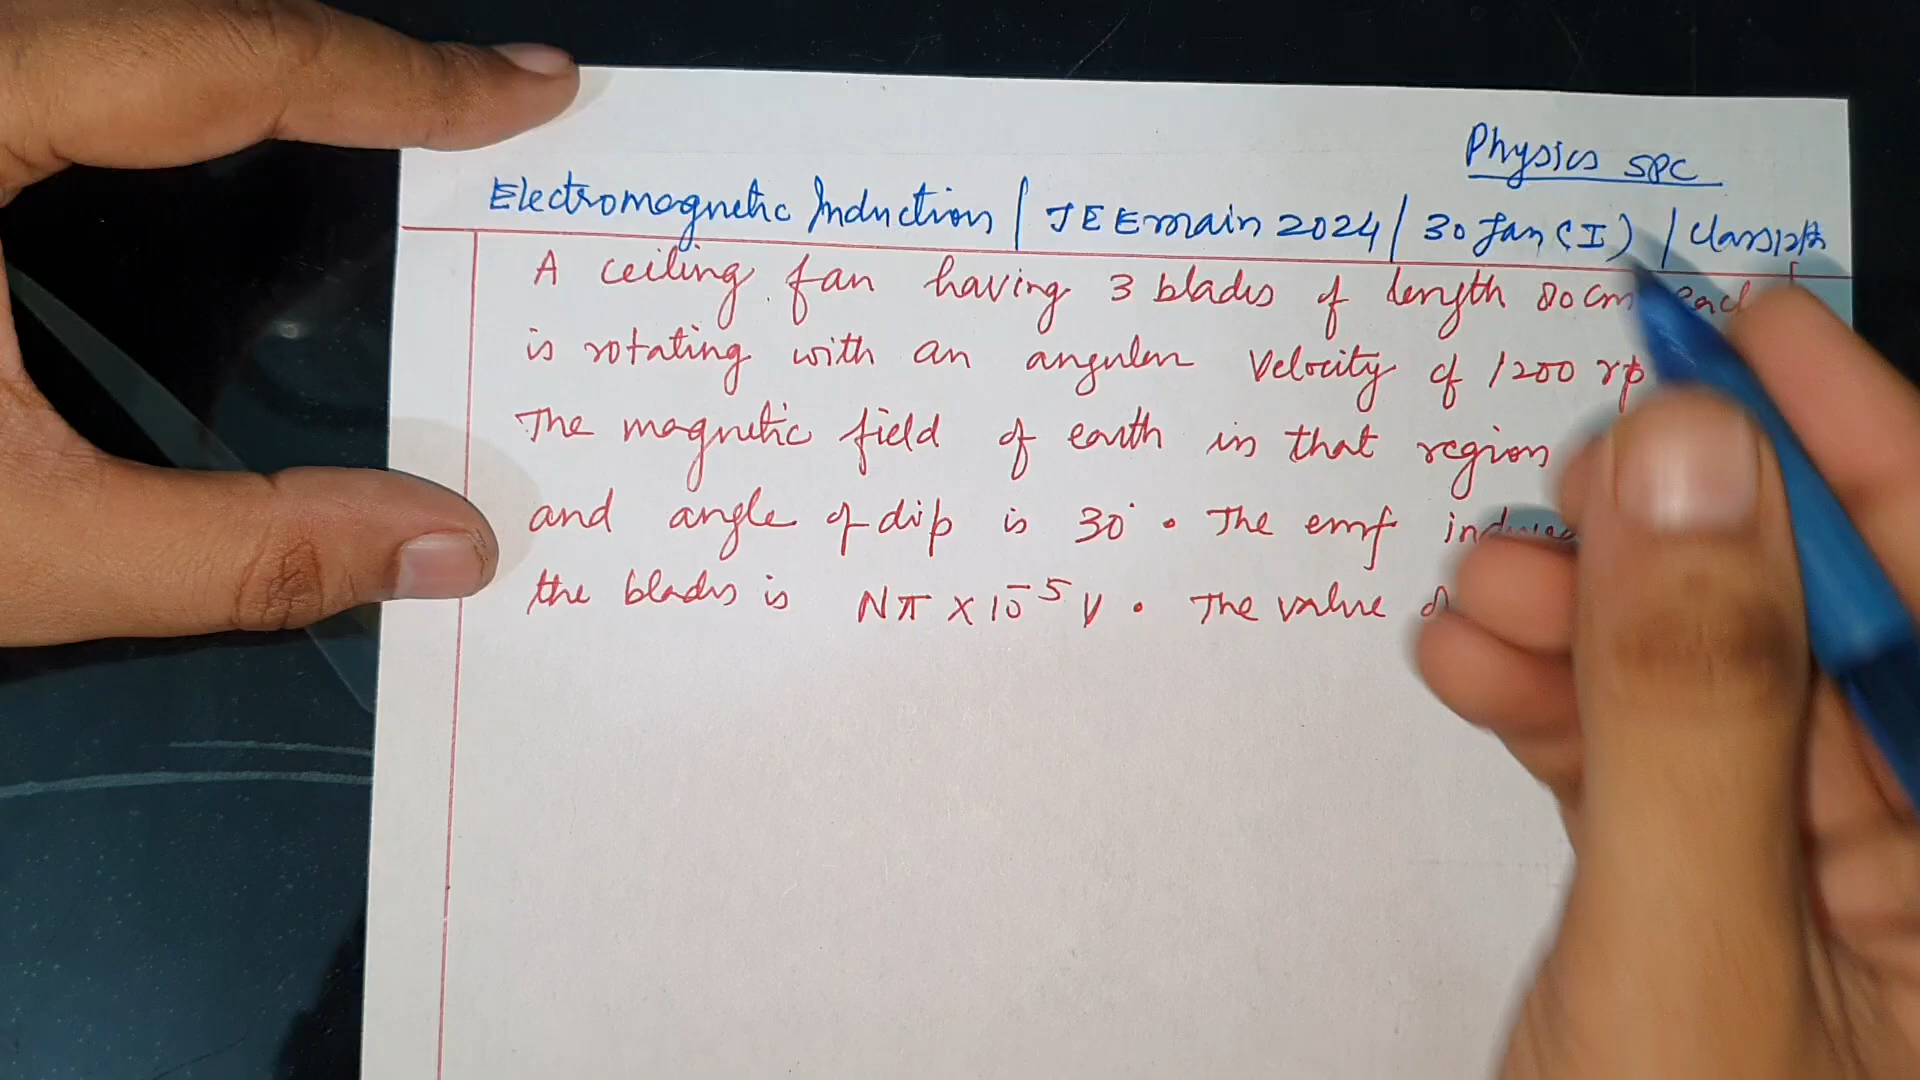 Physics SPC
Electromagnetic Induction / JEE main 2024 / 30 Jan (I) / Class 12th
A ceiling fan having 3 blades of length 80 cm each
is rotating with an angular velocity of 1200 rp
The magnetic field of earth in that region
and angle of dip is 30°. The emf induced
the blades is Nπ × 10⁻⁵ V. The value